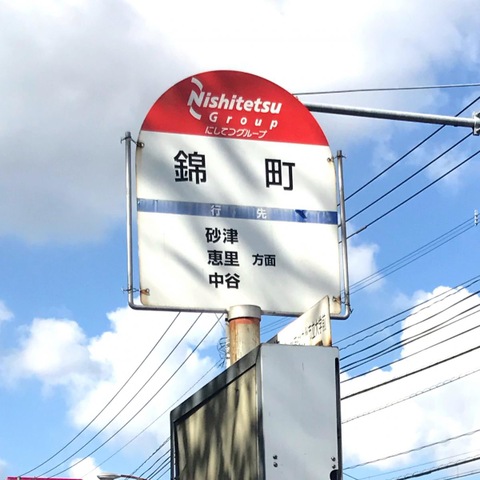 Nishitetsu
Group
にしてつグループ
錦町
行先
砂津
恵里 方面
中谷